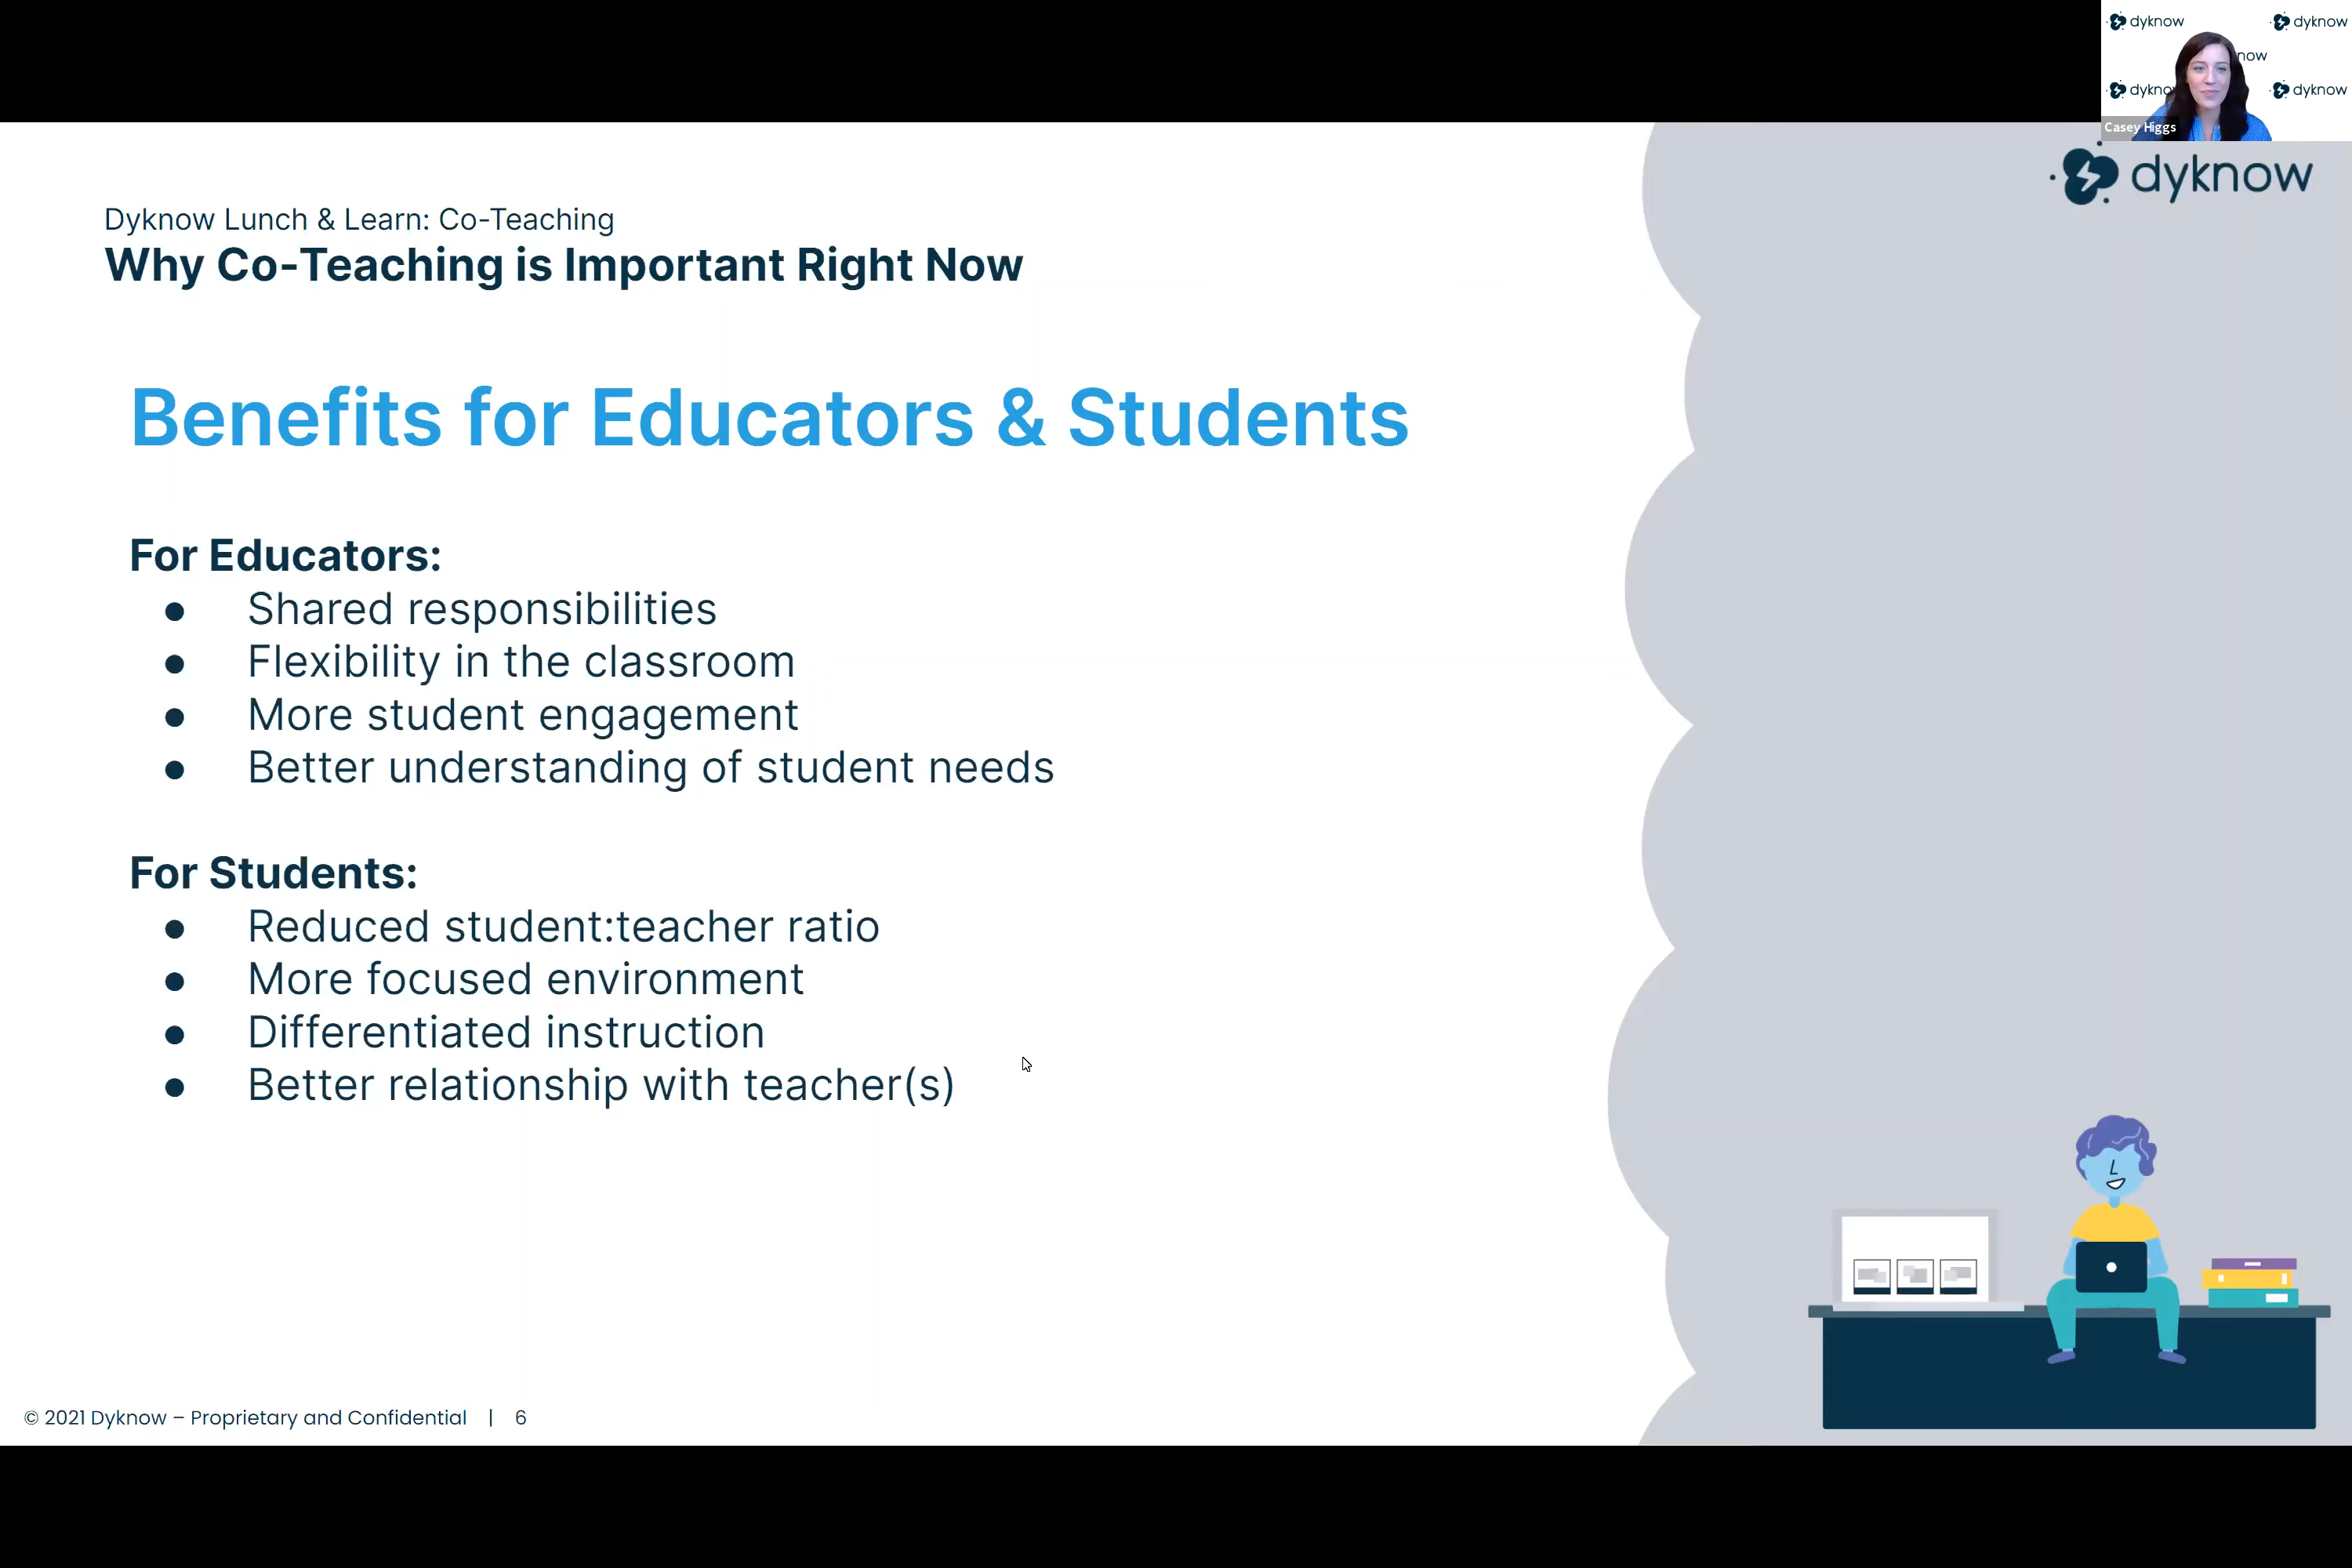 dyknow dyknow
now
dykno dyknow
Casey Higgs
dyknow
Dyknow Lunch & Learn: Co-Teaching
Why Co-Teaching is Important Right Now
Benefits for Educators & Students
For Educators:
● Shared responsibilities
● Flexibility in the classroom
● More student engagement
● Better understanding of student needs
For Students:
● Reduced student:teacher ratio
● More focused environment
● Differentiated instruction
● Better relationship with teacher(s)
© 2021 Dyknow – Proprietary and Confidential | 6